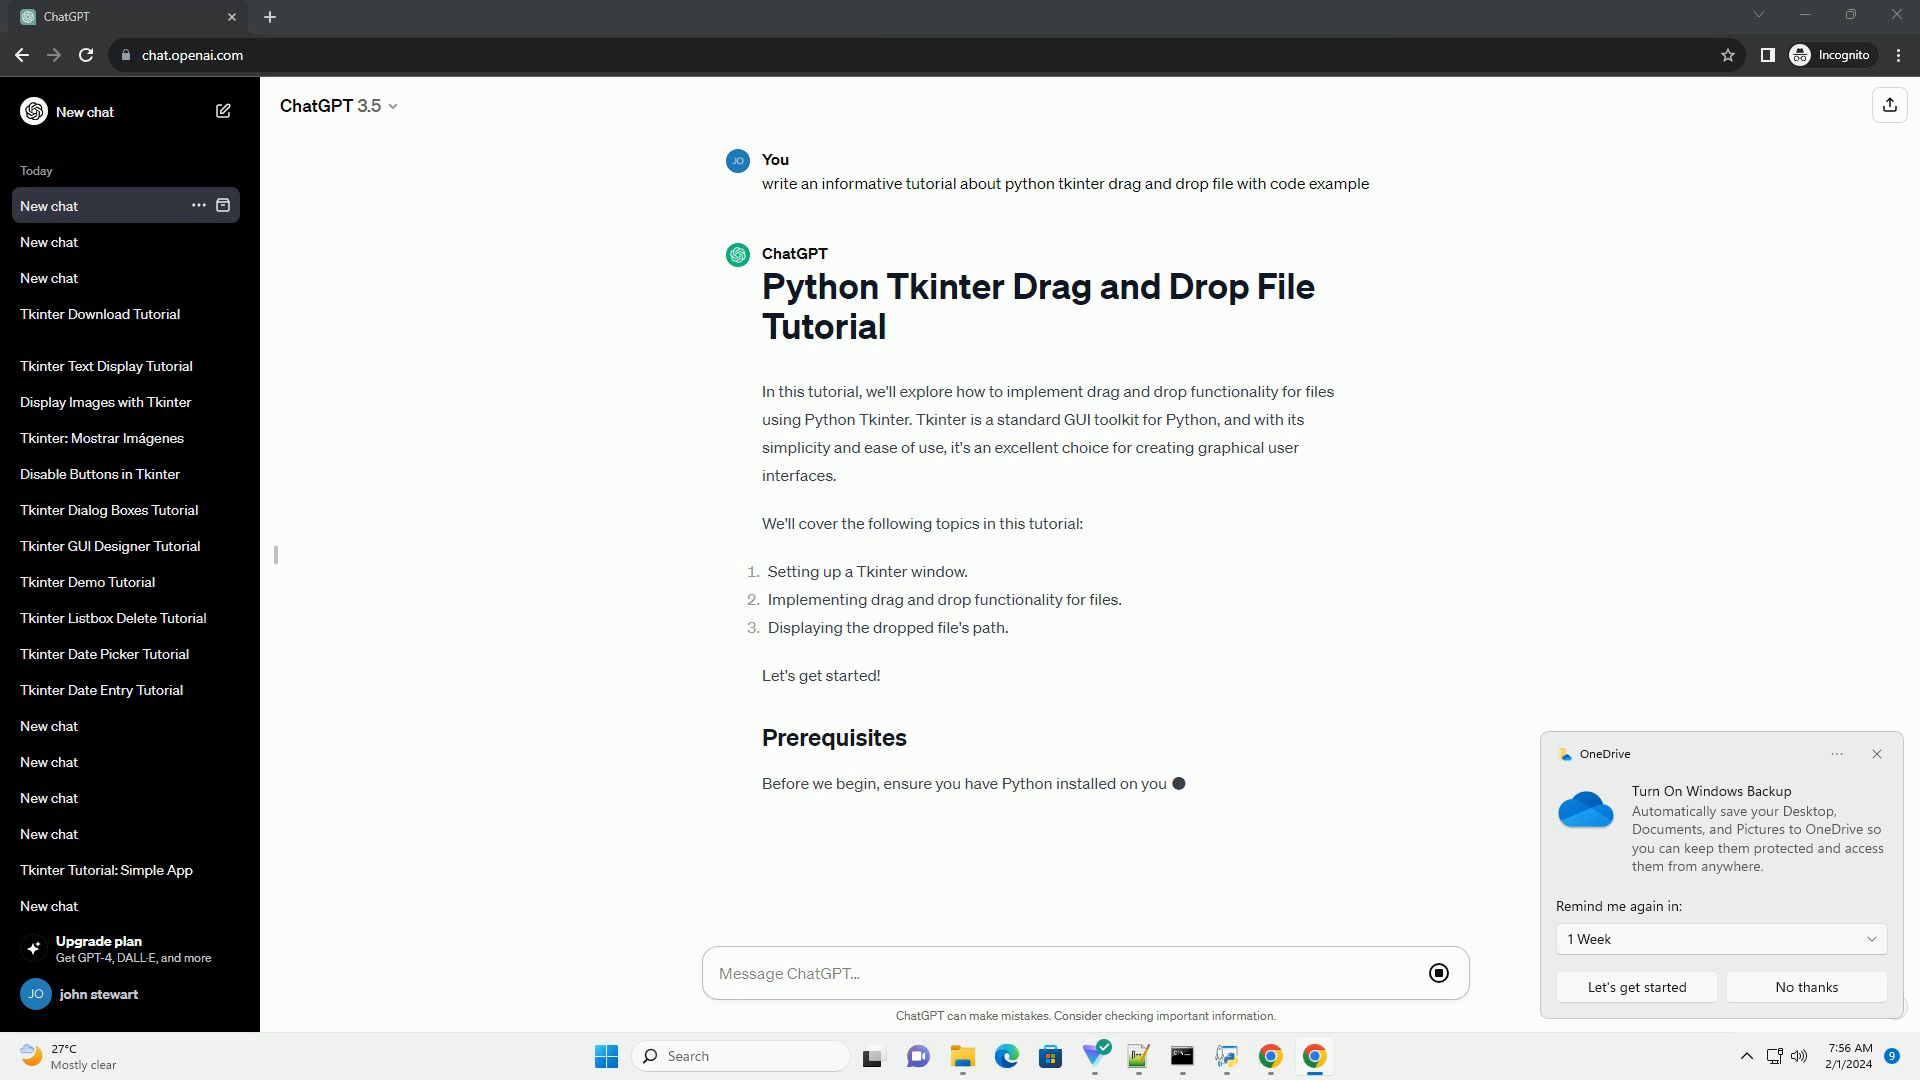 ChatGPT
chat.openai.com
Incognito
New chat
Today
New chat
New chat
New chat
Tkinter Download Tutorial
Tkinter Text Display Tutorial
Display Images with Tkinter
Tkinter: Mostrar Imágenes
Disable Buttons in Tkinter
Tkinter Dialog Boxes Tutorial
Tkinter GUI Designer Tutorial
Tkinter Demo Tutorial
Tkinter Listbox Delete Tutorial
Tkinter Date Picker Tutorial
Tkinter Date Entry Tutorial
New chat
New chat
New chat
New chat
Tkinter Tutorial: Simple App
New chat
Upgrade plan
Get GPT-4, DALL·E, and more
JO
john stewart
ChatGPT 3.5
JO
You
write an informative tutorial about python tkinter drag and drop file with code example
ChatGPT
Python Tkinter Drag and Drop File
Tutorial
In this tutorial, we'll explore how to implement drag and drop functionality for files
using Python Tkinter. Tkinter is a standard GUI toolkit for Python, and with its
simplicity and ease of use, it's an excellent choice for creating graphical user
interfaces.
We'll cover the following topics in this tutorial:
1. Setting up a Tkinter window.
2. Implementing drag and drop functionality for files.
3. Displaying the dropped file's path.
Let's get started!
Prerequisites
Before we begin, ensure you have Python installed on you
Message ChatGPT...
ChatGPT can make mistakes. Consider checking important information.
OneDrive
Turn On Windows Backup
Automatically save your Desktop,
Documents, and Pictures to OneDrive so
you can keep them protected and access
them from anywhere.
Remind me again in:
1 Week
Let's get started
No thanks
27°C
Mostly clear
Search
7:56 AM
2/1/2024
9